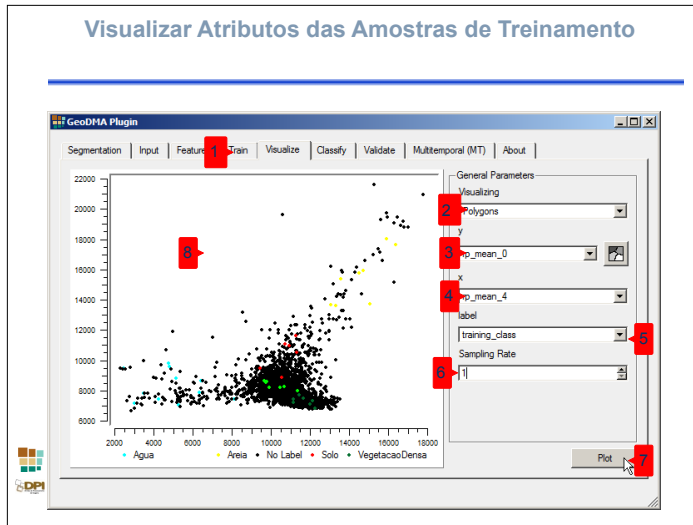 Visualizar Atributos das Amostras de Treinamento
GeoDMA Plugin
Segmentation Input Feature 1 Train Visualize Classify Validate Multitemporal (MT) About
General Parameters
Visualizing
2 Polygons
y
3 rp_mean_0
x
4 rp_mean_4
label
training_class 5
Sampling Rate
6 1
Plot 7
8
22000
20000
18000
16000
14000
12000
10000
8000
6000
2000 4000 6000 8000 10000 12000 14000 16000 18000
Agua Areia No Label Solo VegetacaoDensa
DPI